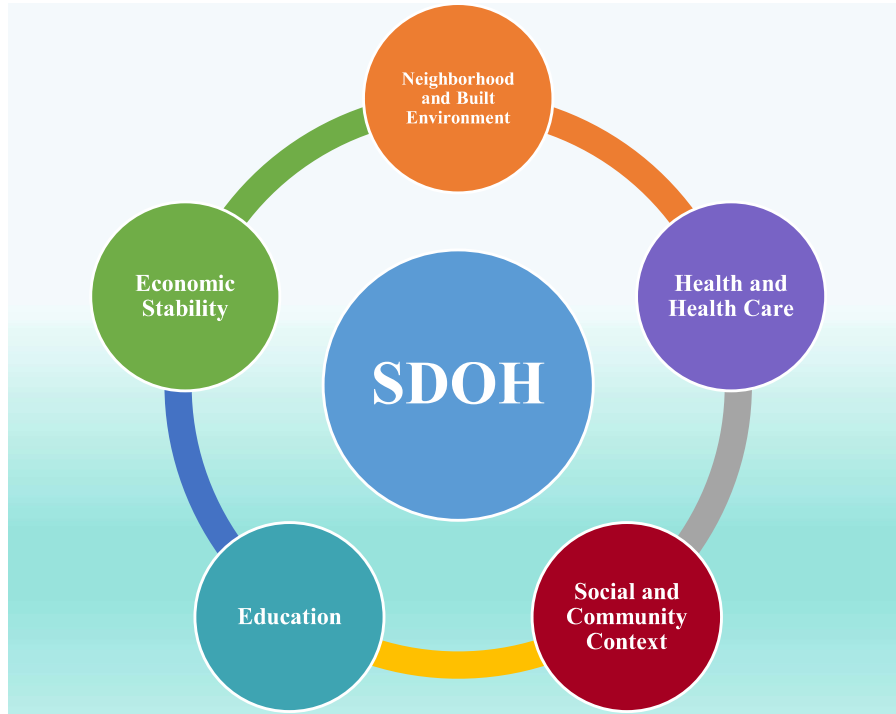 Neighborhood
and Built
Environment
Economic
Stability
Health and
Health Care
SDOH
Education
Social and
Community
Context